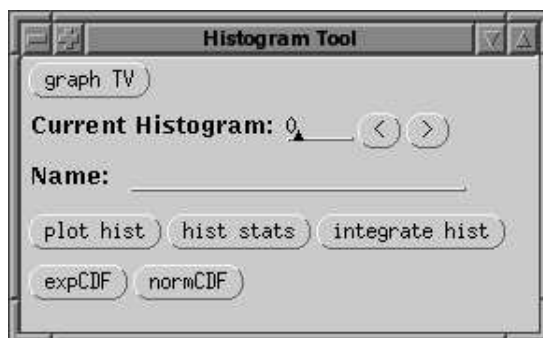 Histogram Tool
graph TV
Current Histogram: 0 < >
Name:
plot hist hist stats integrate hist
expCDF normCDF